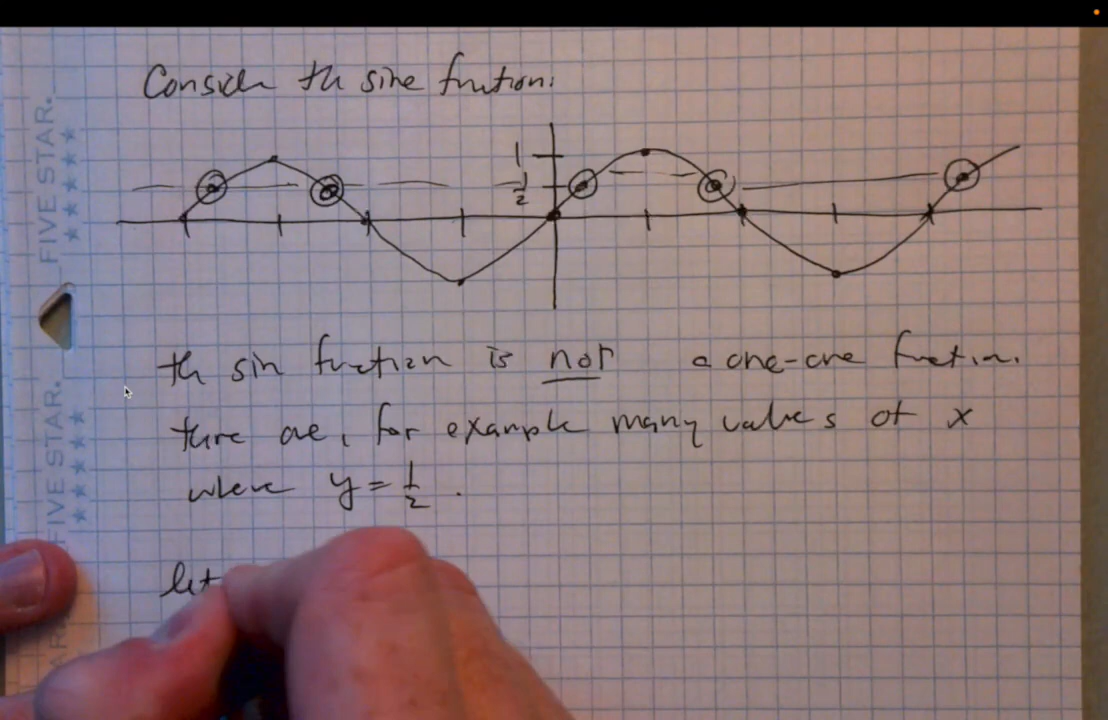 Consider the sine function:
1
1/2
the sin function is not a one-one function.
there are, for example many values of x
where y = 1/2.
let
FIVE STAR.
FIVE STAR.